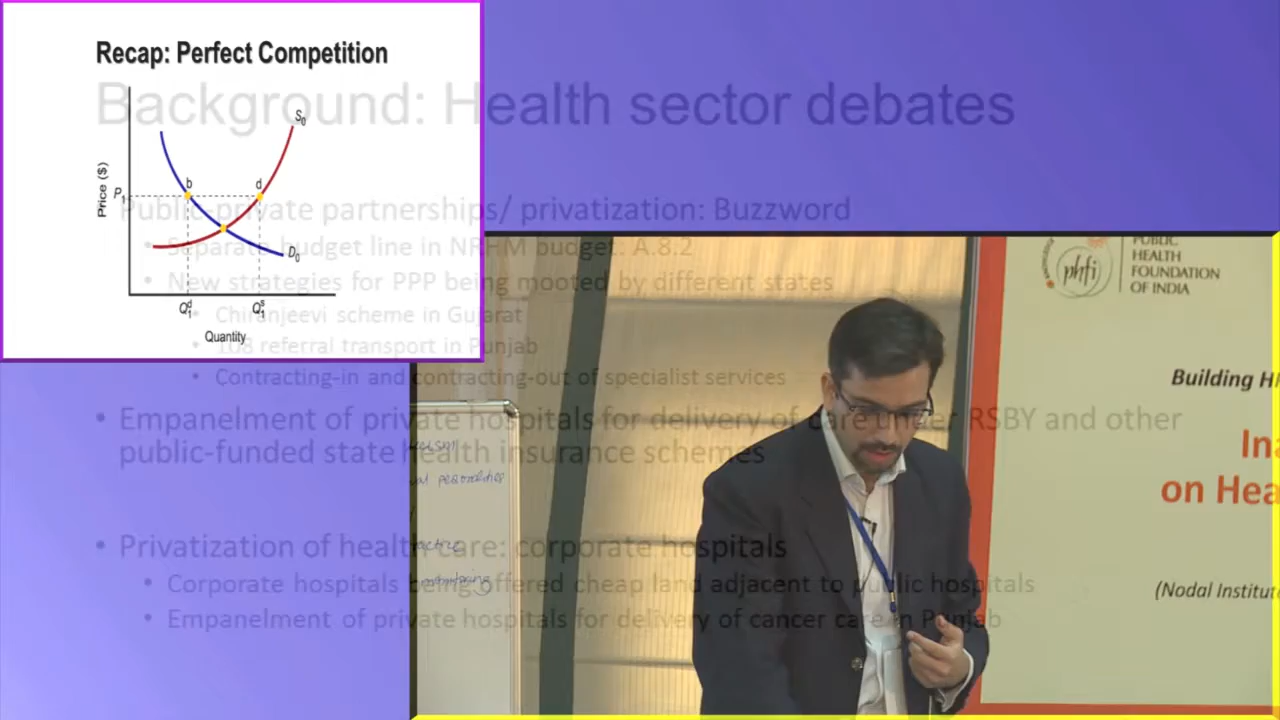 Recap: Perfect Competition
Background: Health sector debates
S0
Price ($)
P1
b
d
D0
Qd1
Qs1
Quantity
Public-private partnerships/ privatization: Buzzword
• Separate budget line in NRHM budget: A.8.2
• New strategies for PPP being mooted by different states
• Chiranjeevi scheme in Gujarat
• 108 referral transport in Punjab
• Contracting-in and contracting-out of specialist services
• Empanelment of private hospitals for delivery of care under RSBY and other
public-funded state health insurance schemes
• Privatization of health care: corporate hospitals
• Corporate hospitals being offered cheap land adjacent to public hospitals
• Empanelment of private hospitals for delivery of cancer care in Punjab
phfi
PUBLIC
HEALTH
FOUNDATION
OF INDIA
Building H
Ina
on Hea
(Nodal Institut